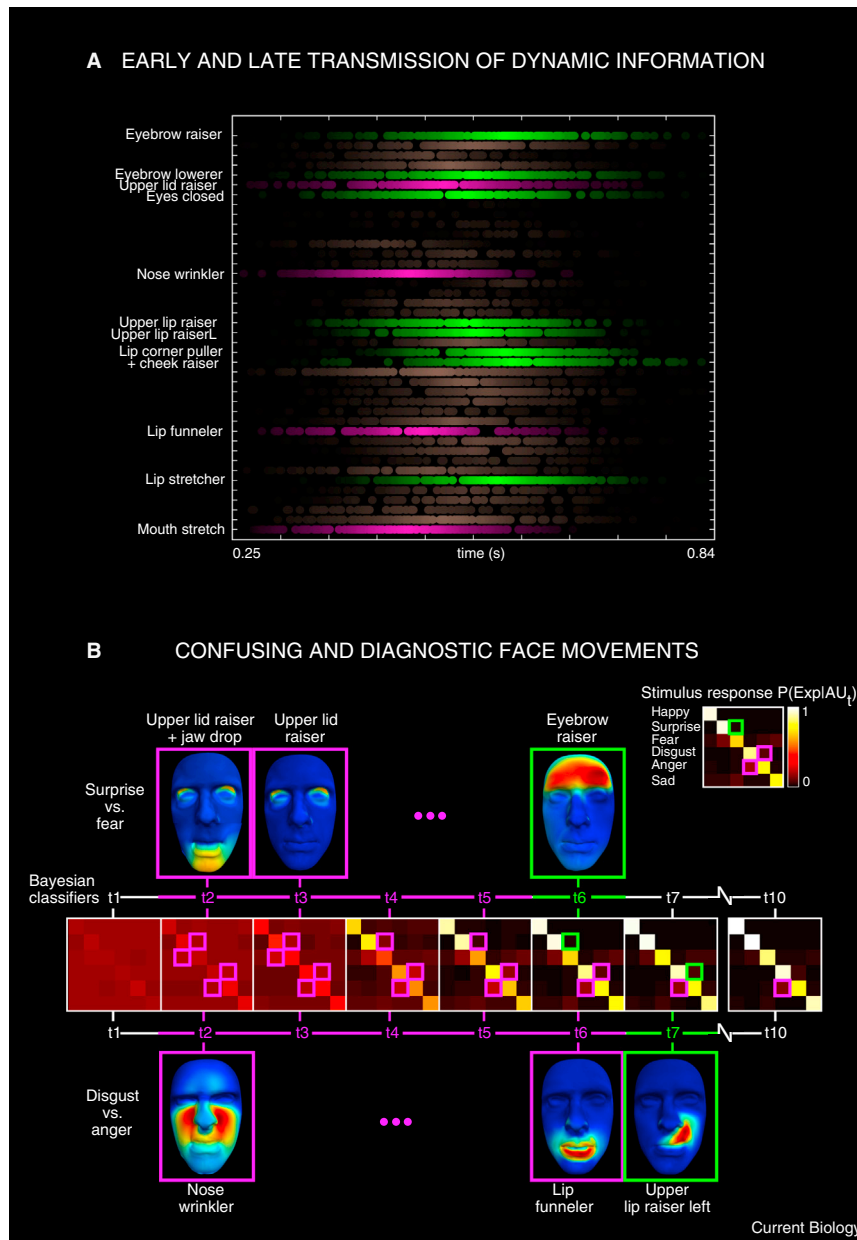 A EARLY AND LATE TRANSMISSION OF DYNAMIC INFORMATION
Eyebrow raiser
Eyebrow lowerer
Upper lid raiser
Eyes closed
Nose wrinkler
Upper lip raiser
Upper lip raiserL
Lip corner puller
+ cheek raiser
Lip funneler
Lip stretcher
Mouth stretch
0.25 time (s) 0.84
B CONFUSING AND DIAGNOSTIC FACE MOVEMENTS
Stimulus response P(Exp|AUt)
Happy
Surprise
Fear
Disgust
Anger
Sad
1
0
Upper lid raiser
+ jaw drop
Upper lid
raiser
Eyebrow
raiser
Surprise
vs.
fear
Bayesian
classifiers
t1 t2 t3 t4 t5 t6 t7 t10
t1 t2 t3 t4 t5 t6 t7 t10
Disgust
vs.
anger
Nose
wrinkler
Lip
funneler
Upper
lip raiser left
Current Biology